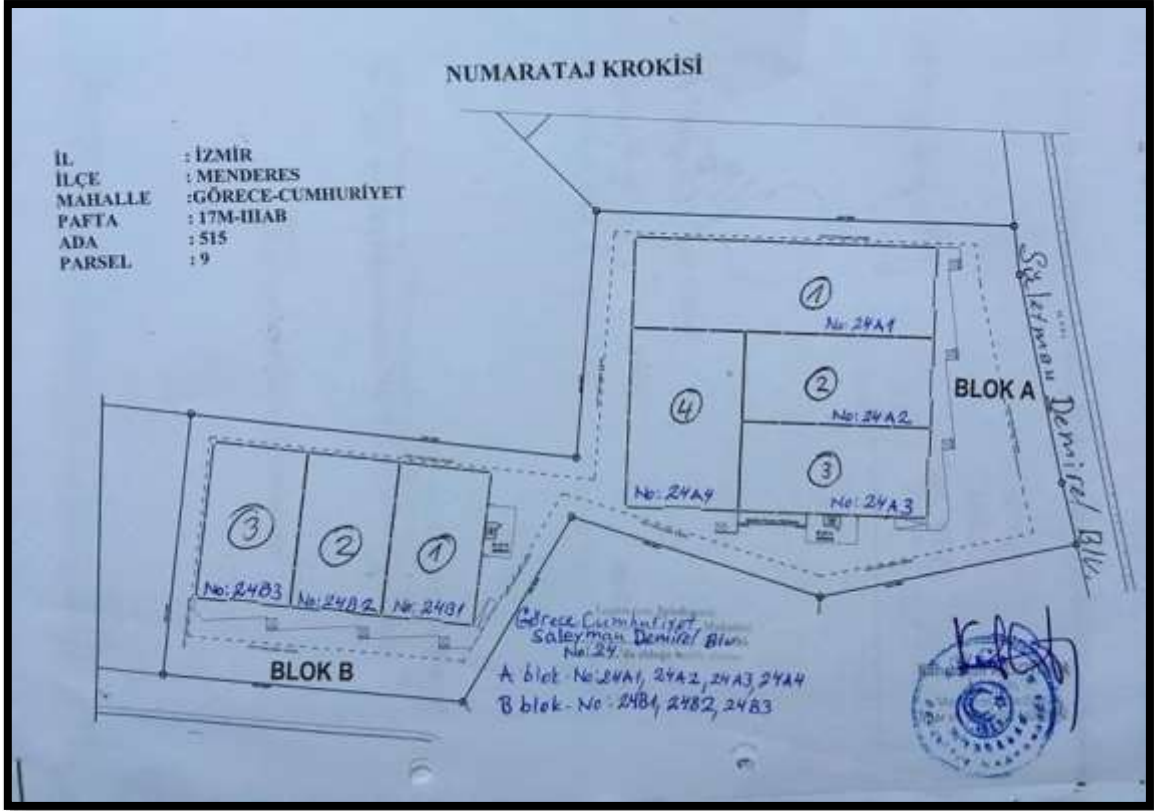 NUMARATAJ KROKİSİ
İL : İZMİR
İLÇE : MENDERES
MAHALLE :GÖRECE-CUMHURİYET
PAFTA : 17M-IIIAB
ADA : 515
PARSEL : 9
1
No: 24A1
2
No: 24A2
3
No: 24A3
4
No: 24A4
BLOK A
Süleyman Demirel Blv.
3
No: 24B3
2
No: 24B2
1
No: 24B1
BLOK B
Görece Cumhuriyet
Süleyman Demirel Bulv.
No: 24
A blok - No: 24A1, 24A2, 24A3, 24A4
B blok - No: 24B1, 24B2, 24B3